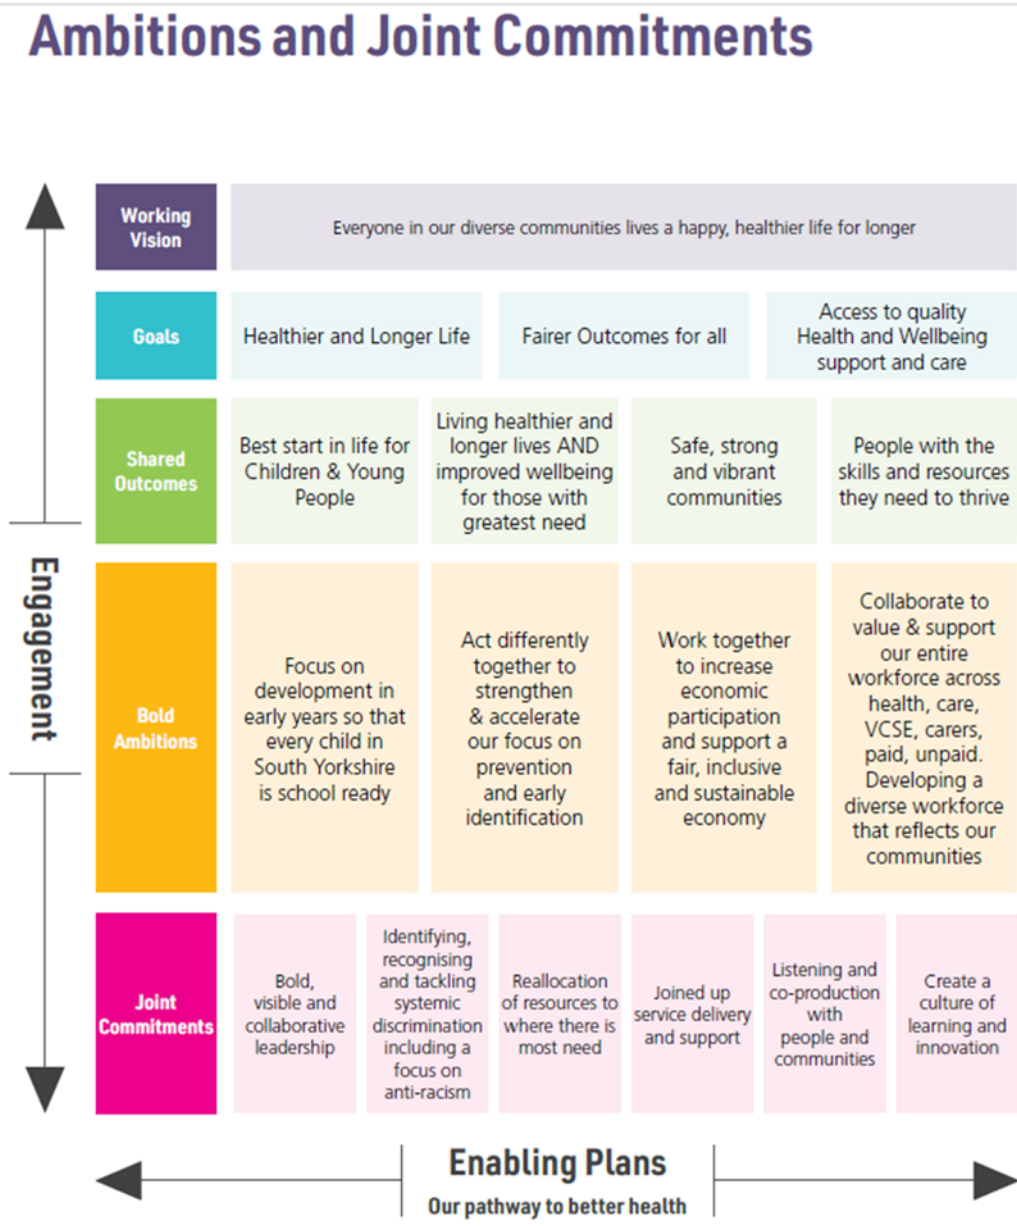 Ambitions and Joint Commitments
Working
Vision
Everyone in our diverse communities lives a happy, healthier life for longer
Goals
Healthier and Longer Life
Fairer Outcomes for all
Access to quality
Health and Wellbeing
support and care
Shared
Outcomes
Best start in life for
Children & Young
People
Living healthier and
longer lives AND
improved wellbeing
for those with
greatest need
Safe, strong
and vibrant
communities
People with the
skills and resources
they need to thrive
Engagement
Bold
Ambitions
Focus on
development in
early years so that
every child in
South Yorkshire
is school ready
Act differently
together to
strengthen
& accelerate
our focus on
prevention
and early
identification
Work together
to increase
economic
participation
and support a
fair, inclusive
and sustainable
economy
Collaborate to
value & support
our entire
workforce across
health, care,
VCSE, carers,
paid, unpaid.
Developing a
diverse workforce
that reflects our
communities
Joint
Commitments
Bold,
visible and
collaborative
leadership
Identifying,
recognising
and tackling
systemic
discrimination
including a
focus on
anti-racism
Reallocation
of resources to
where there is
most need
Joined up
service delivery
and support
Listening and
co-production
with
people and
communities
Create a
culture of
learning and
innovation
Enabling Plans
Our pathway to better health